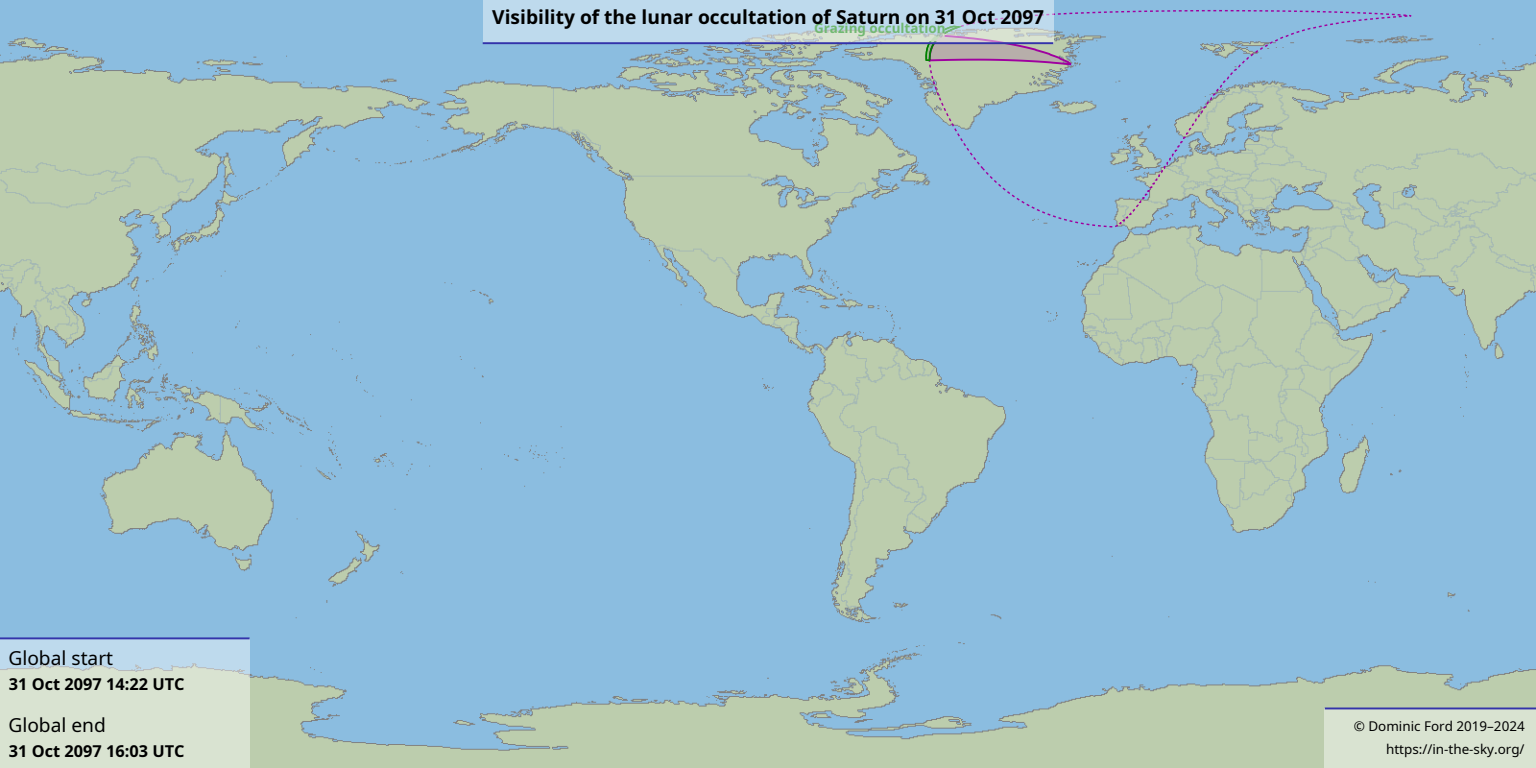 Visibility of the lunar occultation of Saturn on 31 Oct 2097
Grazing occultation
Global start
31 Oct 2097 14:22 UTC
Global end
31 Oct 2097 16:03 UTC
© Dominic Ford 2019–2024
https://in-the-sky.org/